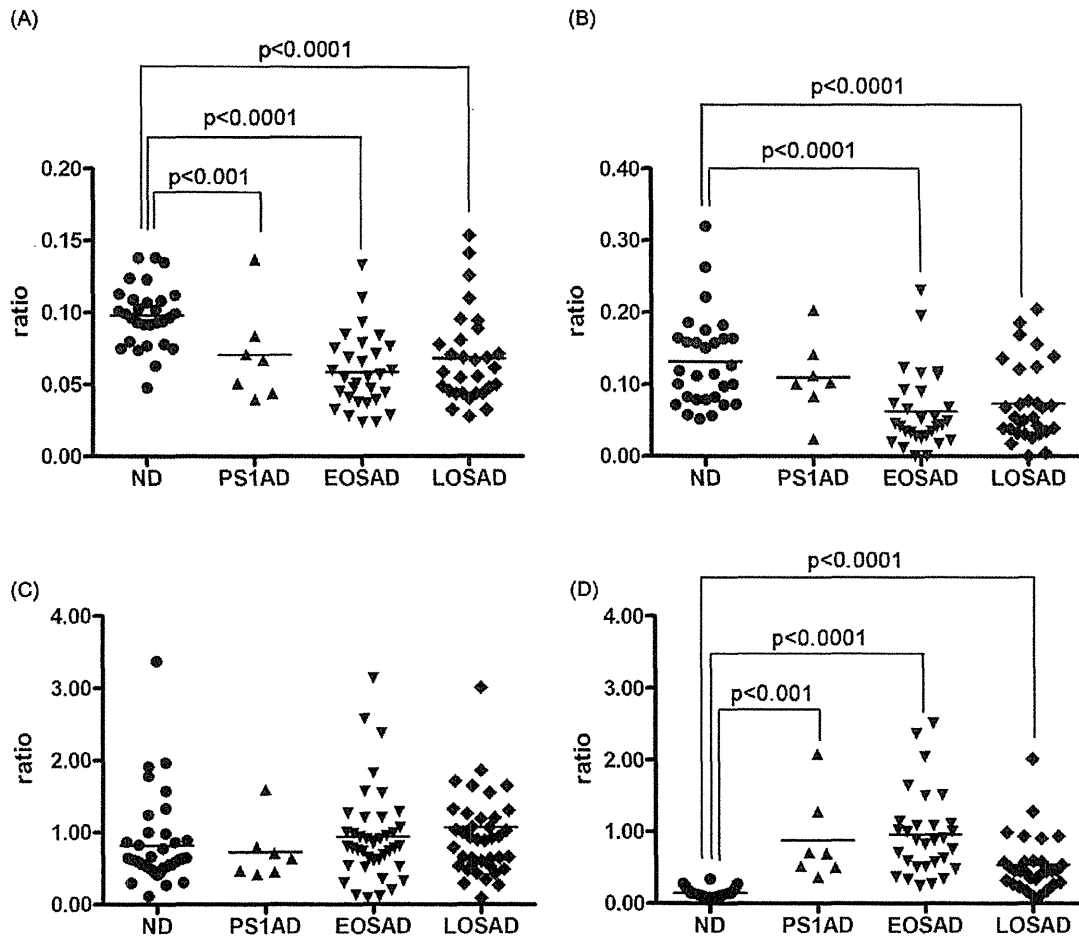 (A)
p<0.0001
p<0.0001
p<0.001
0.20
0.15
0.10
0.05
0.00
ratio
ND PS1AD EOSAD LOSAD
(B)
p<0.0001
p<0.0001
0.40
0.30
0.20
0.10
0.00
ratio
ND PS1AD EOSAD LOSAD
(C)
4.00
3.00
2.00
1.00
0.00
ratio
ND PS1AD EOSAD LOSAD
(D)
p<0.0001
p<0.0001
p<0.001
4.00
3.00
2.00
1.00
0.00
ratio
ND PS1AD EOSAD LOSAD